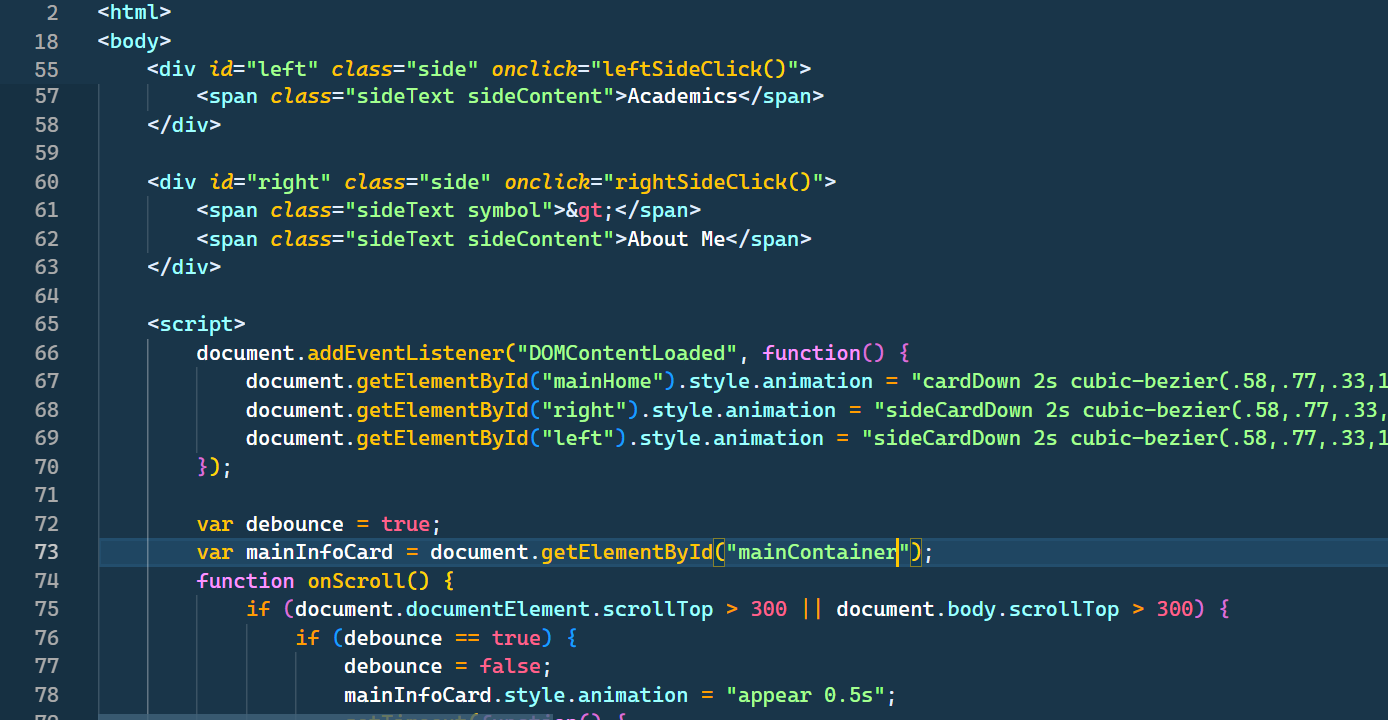 2 <html>
18 <body>
55 <div id="left" class="side" onclick="leftSideClick()">
57 <span class="sideText sideContent">Academics</span>
58 </div>
59
60 <div id="right" class="side" onclick="rightSideClick()">
61 <span class="sideText symbol">&gt;</span>
62 <span class="sideText sideContent">About Me</span>
63 </div>
64
65 <script>
66 document.addEventListener("DOMContentLoaded", function() {
67 document.getElementById("mainHome").style.animation = "cardDown 2s cubic-bezier(.58,.77,.33,1
68 document.getElementById("right").style.animation = "sideCardDown 2s cubic-bezier(.58,.77,.33,
69 document.getElementById("left").style.animation = "sideCardDown 2s cubic-bezier(.58,.77,.33,1
70 });
71
72 var debounce = true;
73 var mainInfoCard = document.getElementById("mainContainer");
74 function onScroll() {
75 if (document.documentElement.scrollTop > 300 || document.body.scrollTop > 300) {
76 if (debounce == true) {
77 debounce = false;
78 mainInfoCard.style.animation = "appear 0.5s";
79 setTimeout(function() {